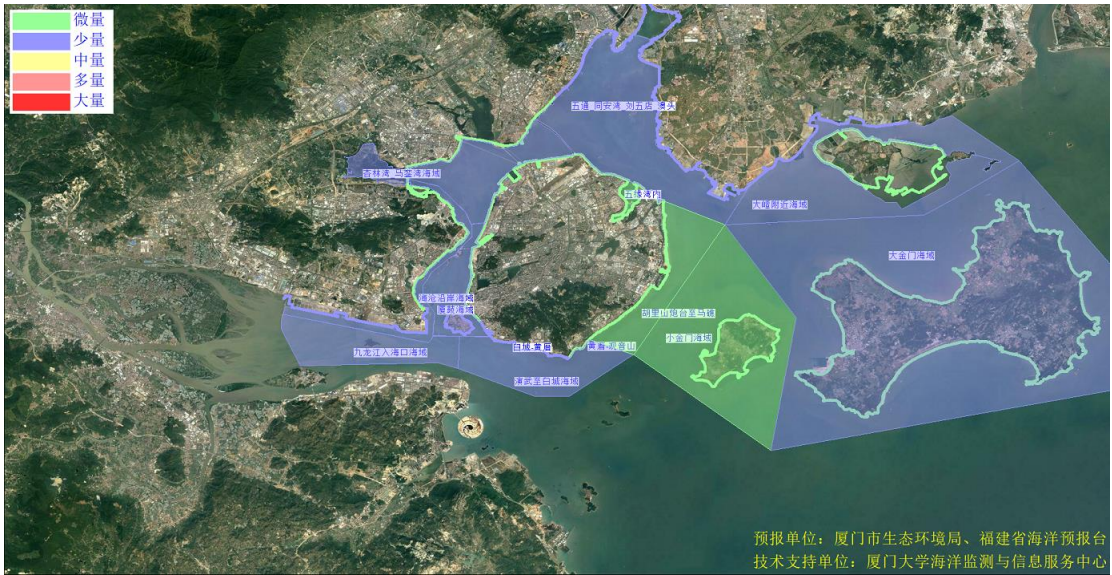 微量
少量
中量
多量
大量
五通 同安湾 刘五店 澳头
杏林湾 马銮湾海域
五缘湾内
大嶝附近海域
大金门海域
海沧沿岸海域
胡里山炮台至马塘
小金门海域
九龙江入海口海域
白城-黄厝
黄厝-观音山
演武至白城海域
预报单位：厦门市生态环境局、福建省海洋预报台
技术支持单位：厦门大学海洋监测与信息服务中心